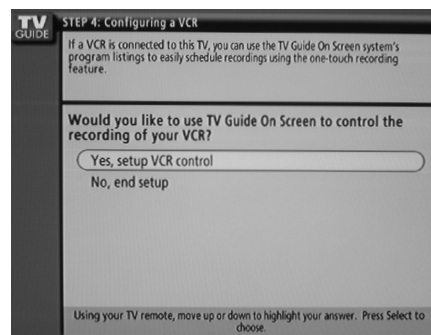 TV
GUIDE
STEP 4: Configuring a VCR
If a VCR is connected to this TV, you can use the TV Guide On Screen system's
program listings to easily schedule recordings using the one-touch recording
feature.
Would you like to use TV Guide On Screen to control the
recording of your VCR?
Yes, setup VCR control
No, end setup
Using your TV remote, move up or down to highlight your answer. Press Select to
choose.